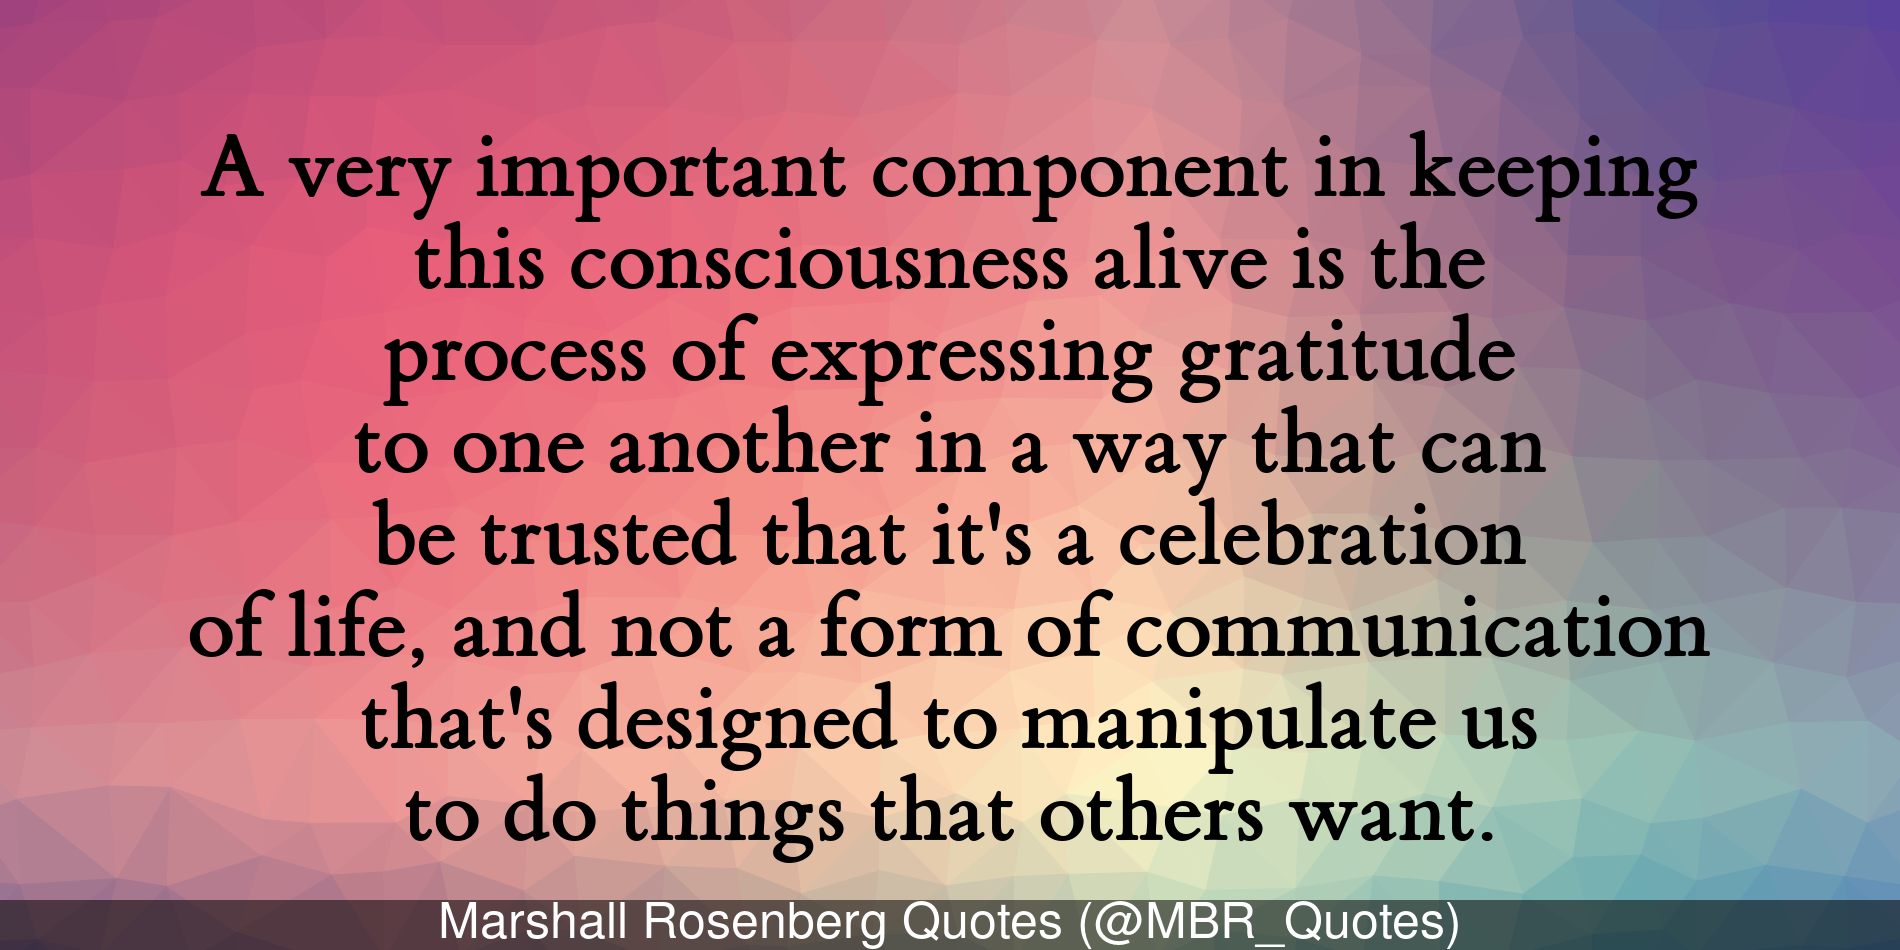 A very important component in keeping
this consciousness alive is the
process of expressing gratitude
to one another in a way that can
be trusted that it's a celebration
of life, and not a form of communication
that's designed to manipulate us
to do things that others want.
Marshall Rosenberg Quotes (@MBR_Quotes)